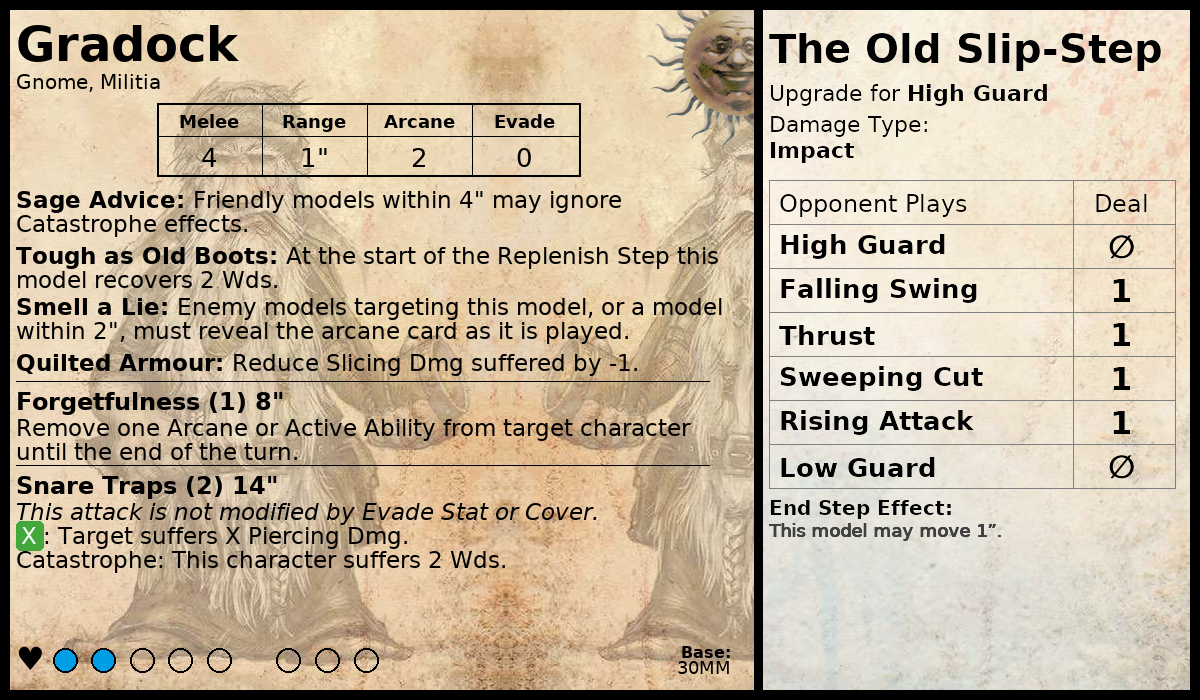 Gradock
Gnome, Militia
Melee Range Arcane Evade
4 1" 2 0
Sage Advice: Friendly models within 4" may ignore
Catastrophe effects.
Tough as Old Boots: At the start of the Replenish Step this
model recovers 2 Wds.
Smell a Lie: Enemy models targeting this model, or a model
within 2", must reveal the arcane card as it is played.
Quilted Armour: Reduce Slicing Dmg suffered by -1.
Forgetfulness (1) 8"
Remove one Arcane or Active Ability from target character
until the end of the turn.
Snare Traps (2) 14"
This attack is not modified by Evade Stat or Cover.
X: Target suffers X Piercing Dmg.
Catastrophe: This character suffers 2 Wds.
Base:
30MM
The Old Slip-Step
Upgrade for High Guard
Damage Type:
Impact
Opponent Plays Deal
High Guard ∅
Falling Swing 1
Thrust 1
Sweeping Cut 1
Rising Attack 1
Low Guard ∅
End Step Effect:
This model may move 1”.